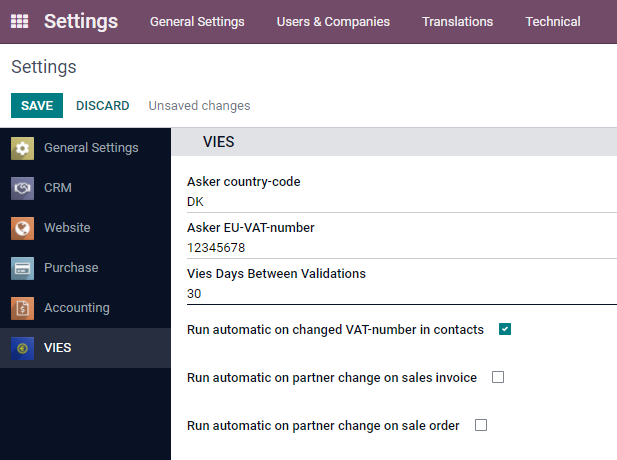 Settings General Settings Users & Companies Translations Technical
Settings
SAVE DISCARD Unsaved changes
General Settings
CRM
Website
Purchase
Accounting
VIES
VIES
Asker country-code
DK
Asker EU-VAT-number
12345678
Vies Days Between Validations
30
Run automatic on changed VAT-number in contacts
Run automatic on partner change on sales invoice
Run automatic on partner change on sale order